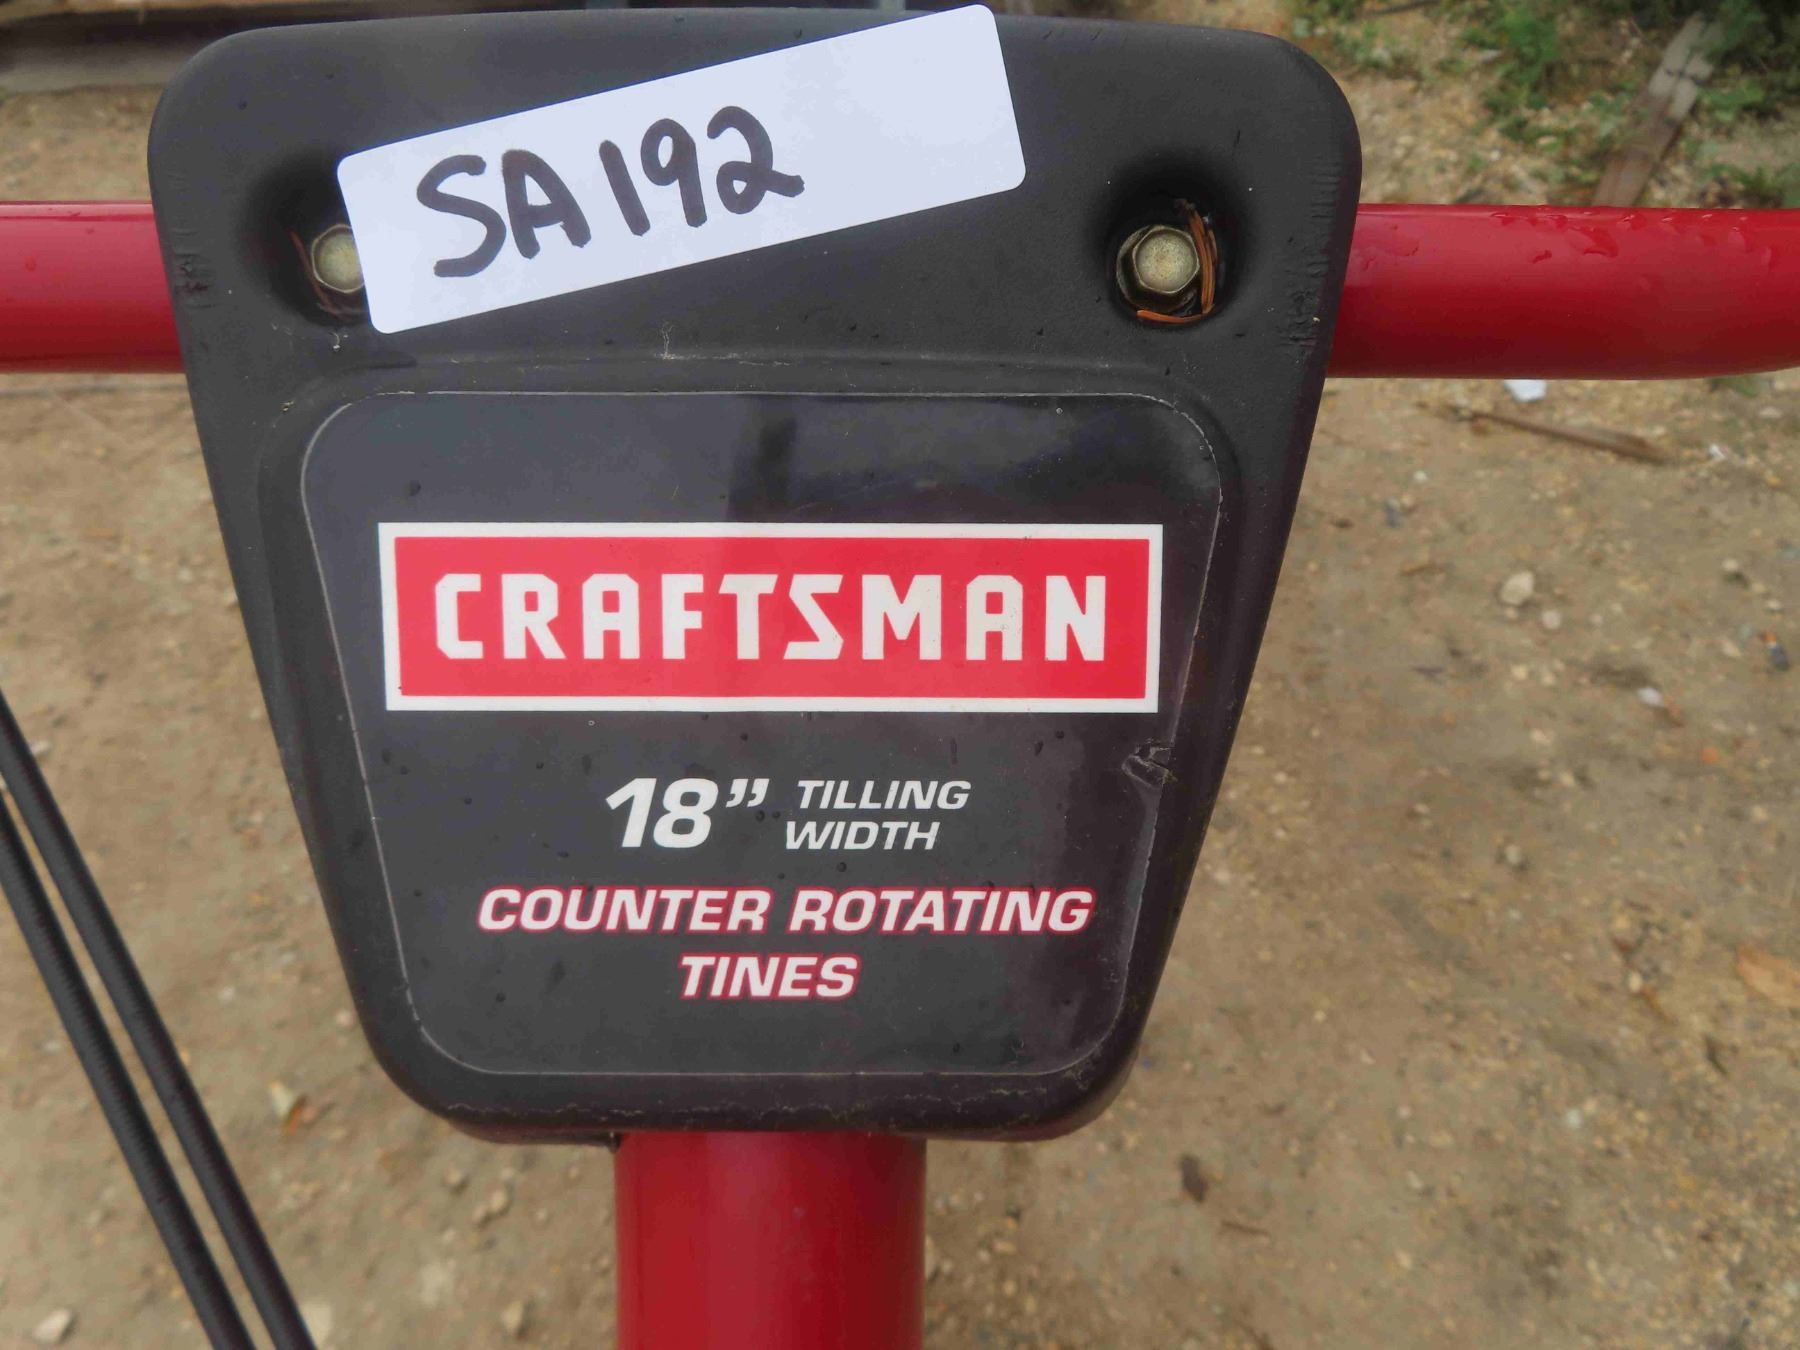 SA192
CRAFTSMAN
18” TILLING
WIDTH
COUNTER ROTATING
TINES